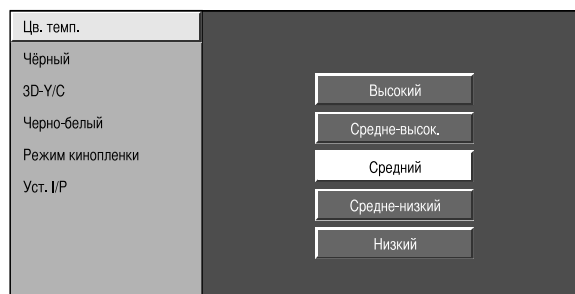 Цв. темп.
Чёрный
3D-Y/C
Черно-белый
Режим кинопленки
Уст. I/P
Высокий
Средне-высок.
Средний
Средне-низкий
Низкий